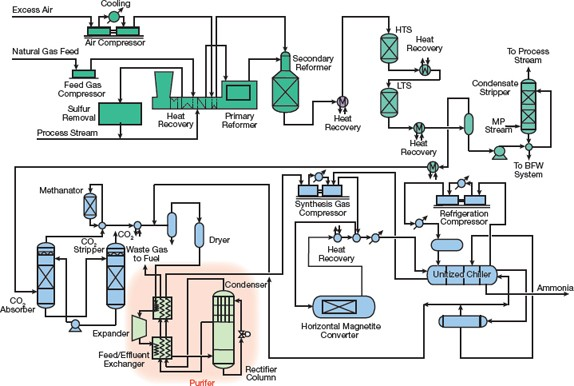 Excess Air
Cooling
Air Compressor
Natural Gas Feed
Feed Gas
Compressor
Sulfur
Removal
Process Stream
Heat
Recovery
Primary
Reformer
Secondary
Reformer
Heat
Recovery
HTS
Heat
Recovery
LTS
Heat
Recovery
To Process
Stream
Condensate
Stripper
MP
Stream
To BFW
System
Methanator
CO2
Stripper
CO2
Waste Gas
to Fuel
Dryer
CO2
Absorber
Expander
Feed/Effluent
Exchanger
Condenser
Rectifier
Column
Purifer
Synthesis Gas
Compressor
Heat
Recovery
Horizontal Magnetite
Converter
Refrigeration
Compressor
Unitized Chiller
Ammonia